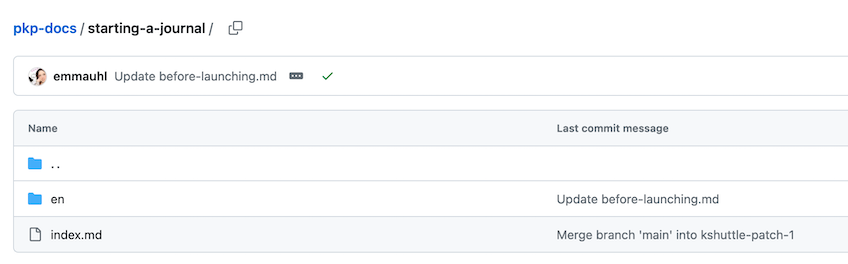 pkp-docs / starting-a-journal /
emmauhl Update before-launching.md
Name Last commit message
..
en Update before-launching.md
index.md Merge branch 'main' into kshuttle-patch-1